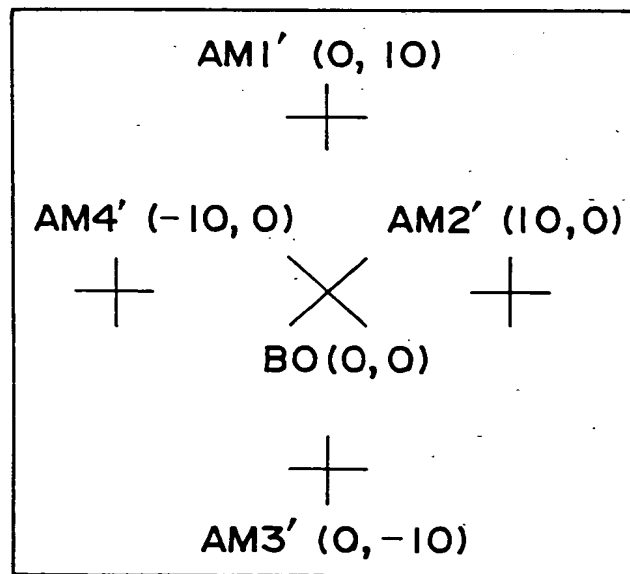 AM1' (0, 10)
AM4' (-10, 0) AM2' (10,0)
BO(0,0)
AM3' (0, -10)